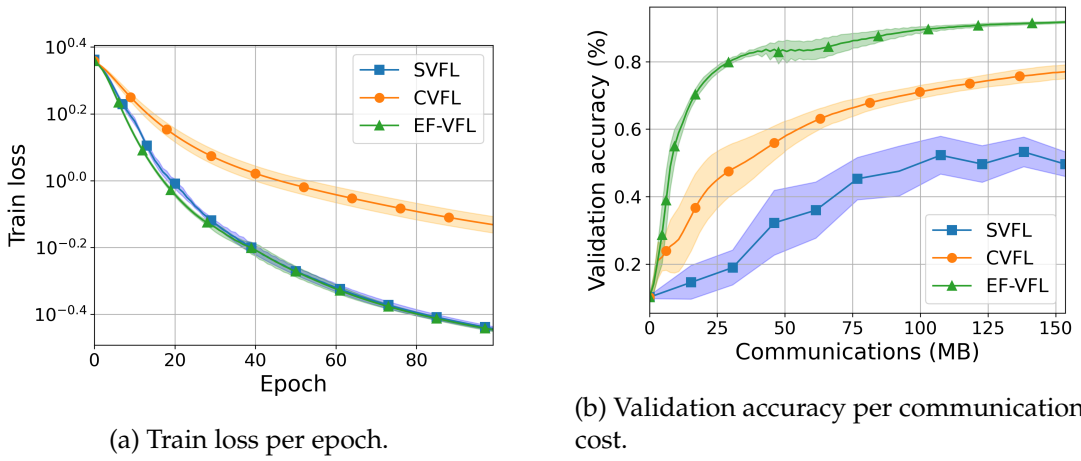 10^0.4
10^0.2
10^0.0
10^−0.2
10^−0.4
Train loss
0 20 40 60 80
Epoch
SVFL
CVFL
EF-VFL
(a) Train loss per epoch.
0.8
0.6
0.4
0.2
Validation accuracy (%)
0 25 50 75 100 125 150
Communications (MB)
SVFL
CVFL
EF-VFL
(b) Validation accuracy per communication
cost.